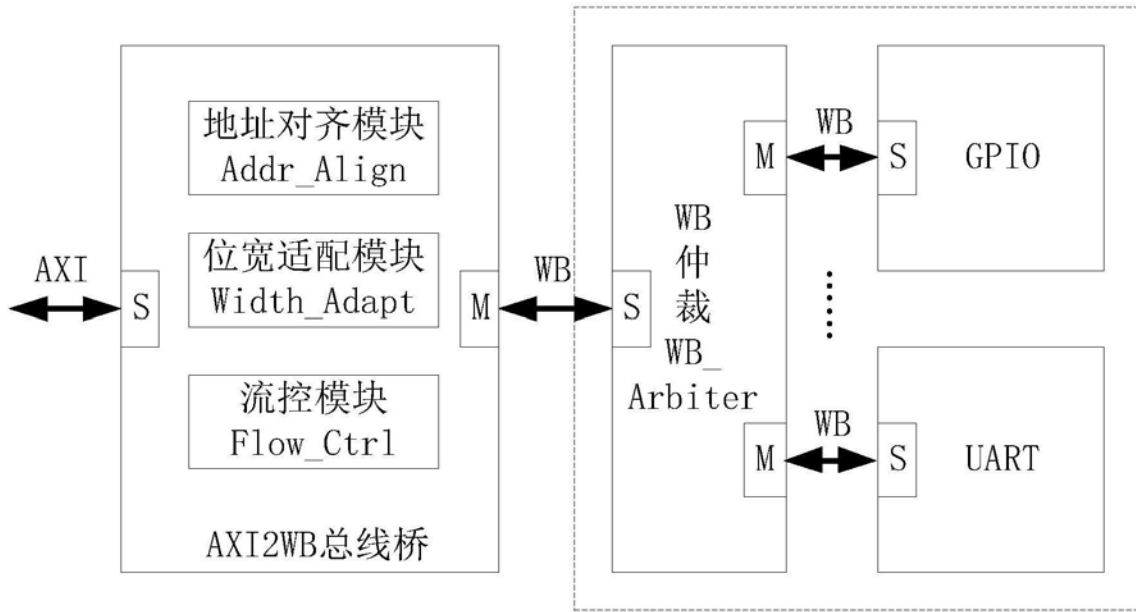 地址对齐模块
Addr_Align
位宽适配模块
Width_Adapt
流控模块
Flow_Ctrl
AXI2WB总线桥
AXI
S
M
WB
S
WB
仲
裁
WB_
Arbiter
M
WB
S
GPIO
······
M
WB
S
UART